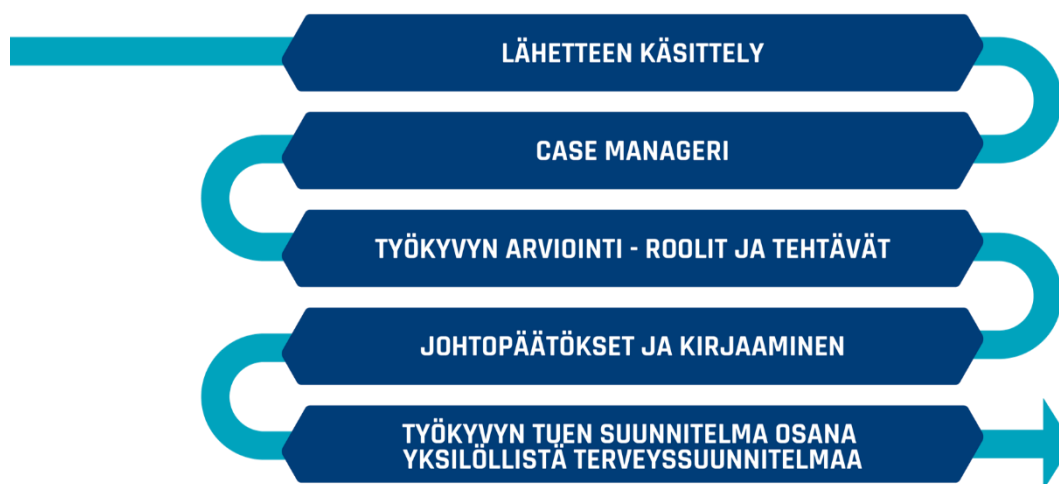 LÄHETTEEN KÄSITTELY
CASE MANAGERI
TYÖKYVYN ARVIOINTI - ROOLIT JA TEHTÄVÄT
JOHTOPÄÄTÖKSET JA KIRJAAMINEN
TYÖKYVYN TUEN SUUNNITELMA OSANA
YKSILÖLLISTÄ TERVEYSSUUNNITELMAA